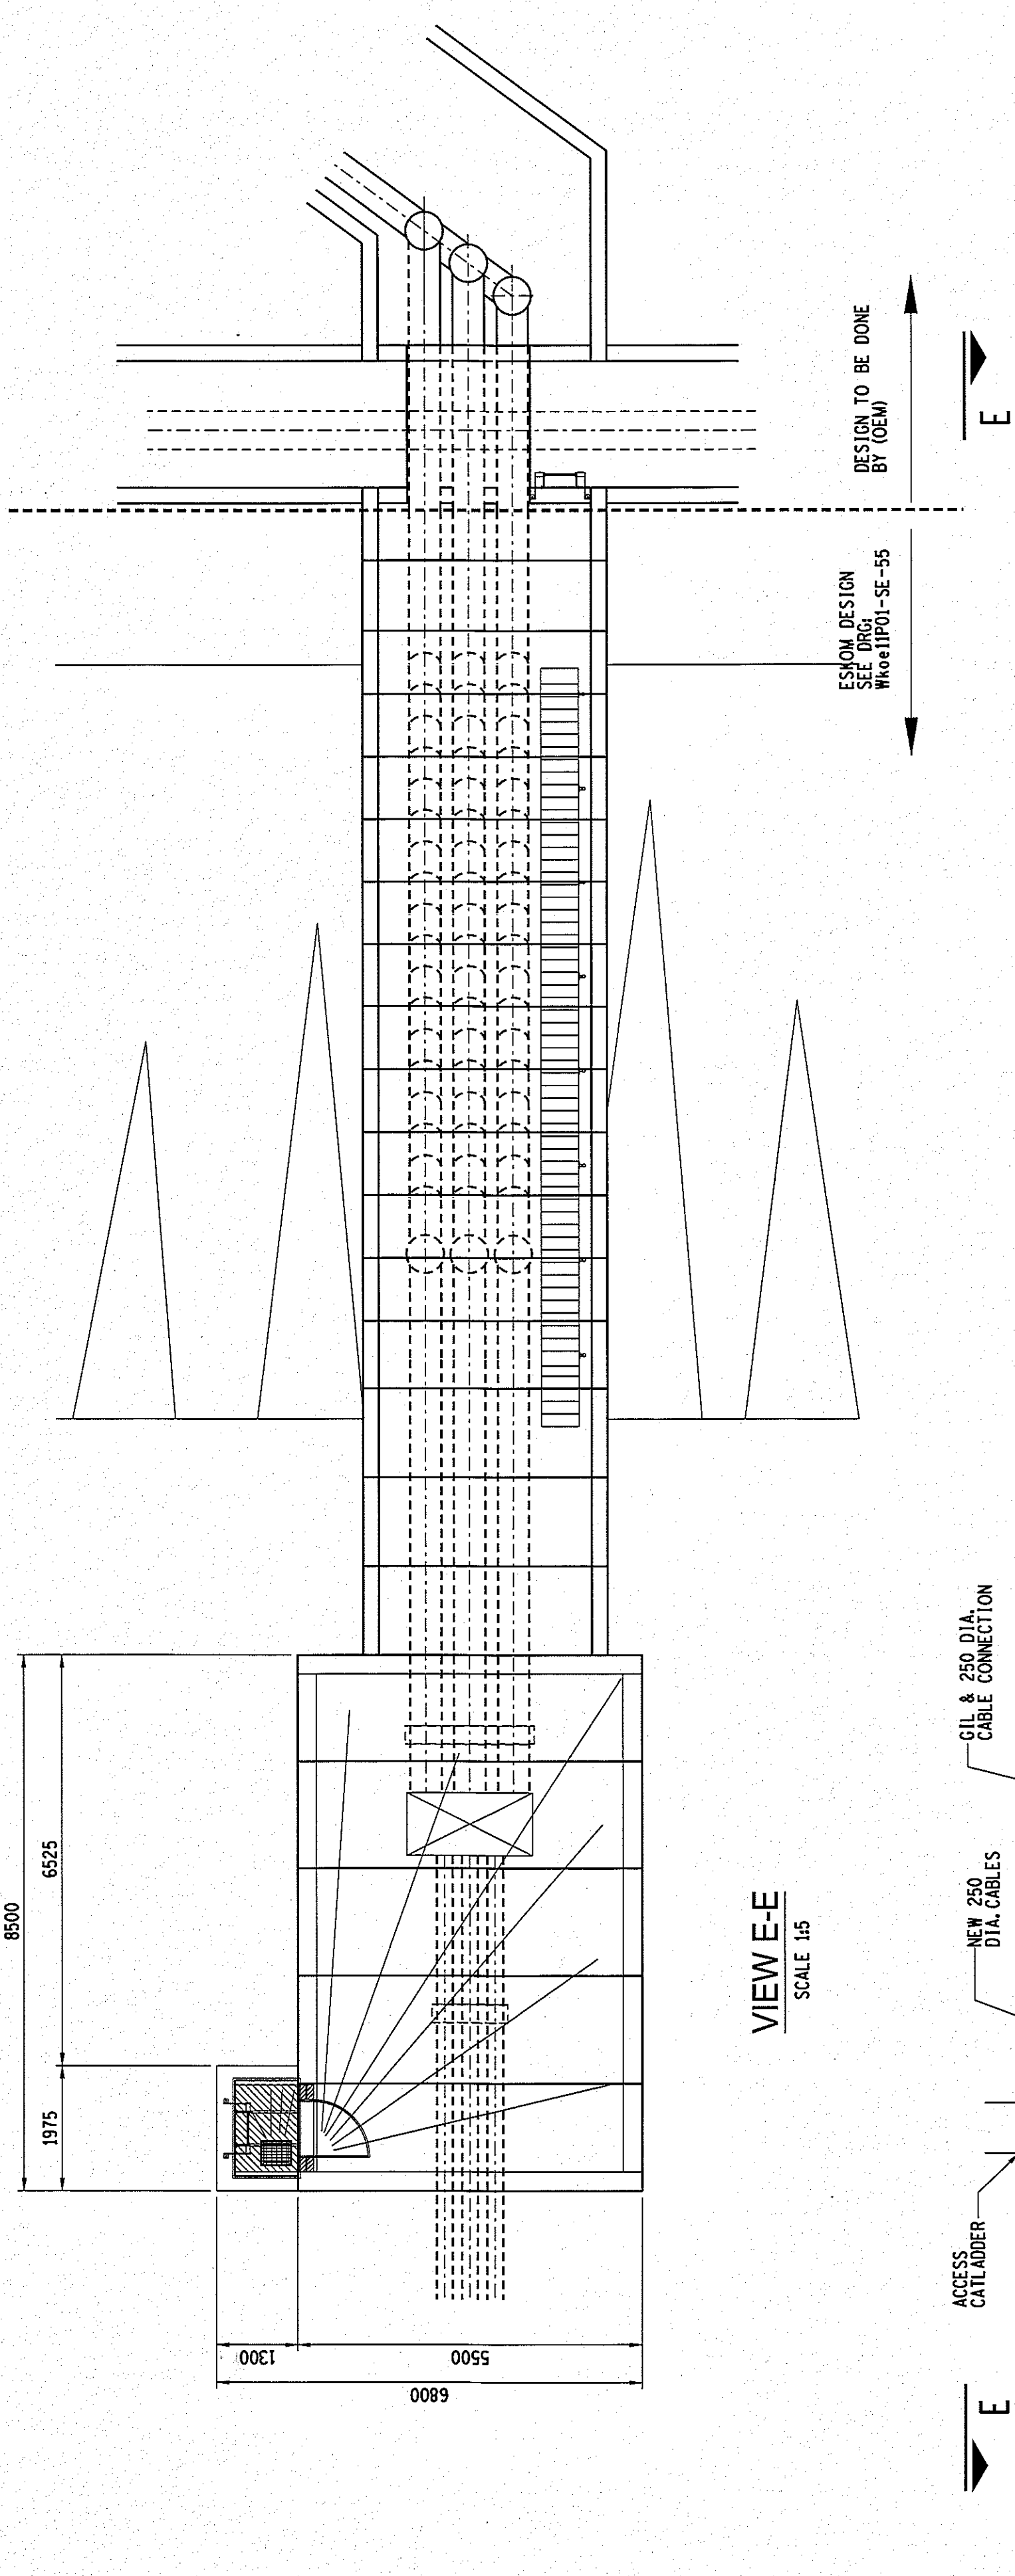 8500
1975
6525
1300
5500
6800
VIEW E-E
SCALE 1:5
ESKOM DESIGN
SEE DRG:
Wkoe11P01-SE-55
DESIGN TO BE DONE
BY (OEM)
E
ACCESS
CATLADDER
NEW 250
DIA. CABLES
GIL & 250 DIA.
CABLE CONNECTION
E